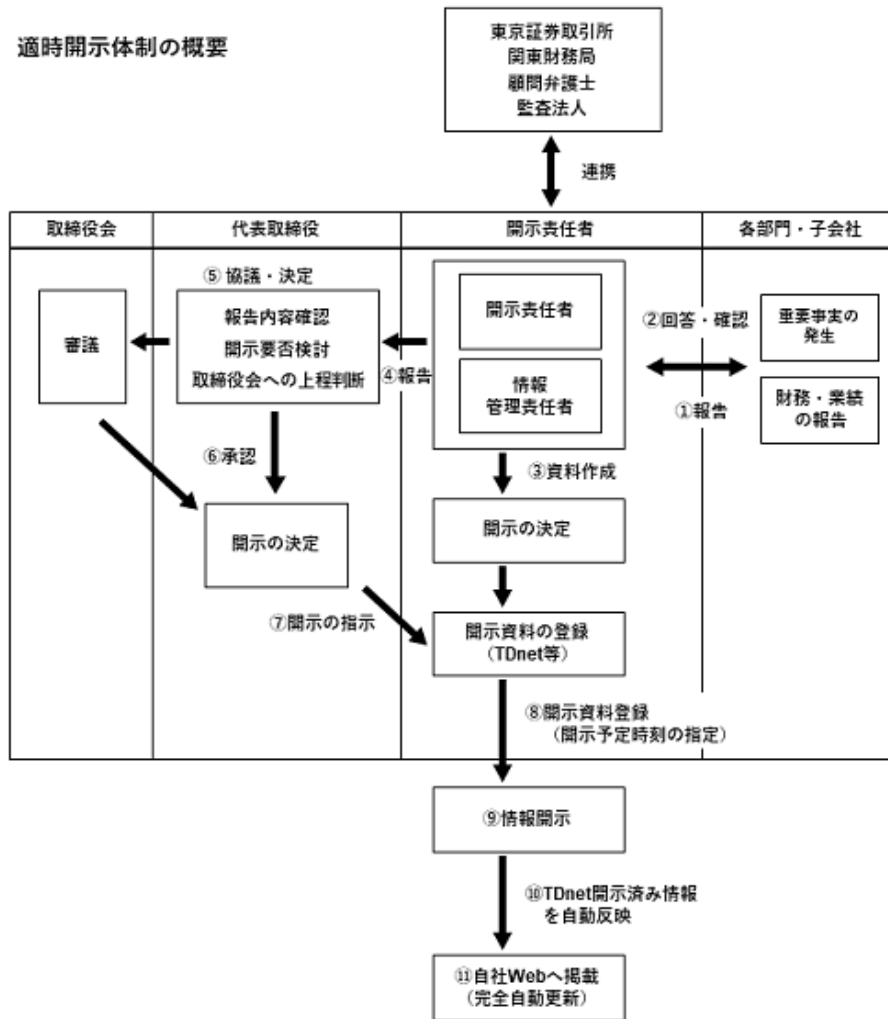 適時開示体制の概要
東京証券取引所
関東財務局
顧問弁護士
監査法人
連携
取締役会
代表取締役
開示責任者
各部門・子会社
⑤ 協議・決定
審議
報告内容確認
開示要否検討
取締役会への上程判断
④報告
開示責任者
情報
管理責任者
②回答・確認
①報告
重要事実の
発生
財務・業績
の報告
⑥承認
③資料作成
開示の決定
開示の決定
⑦開示の指示
開示資料の登録
（TDnet等）
⑧開示資料登録
（開示予定時刻の指定）
⑨情報開示
⑩TDnet開示済み情報
を自動反映
⑪自社Webへ掲載
（完全自動更新）